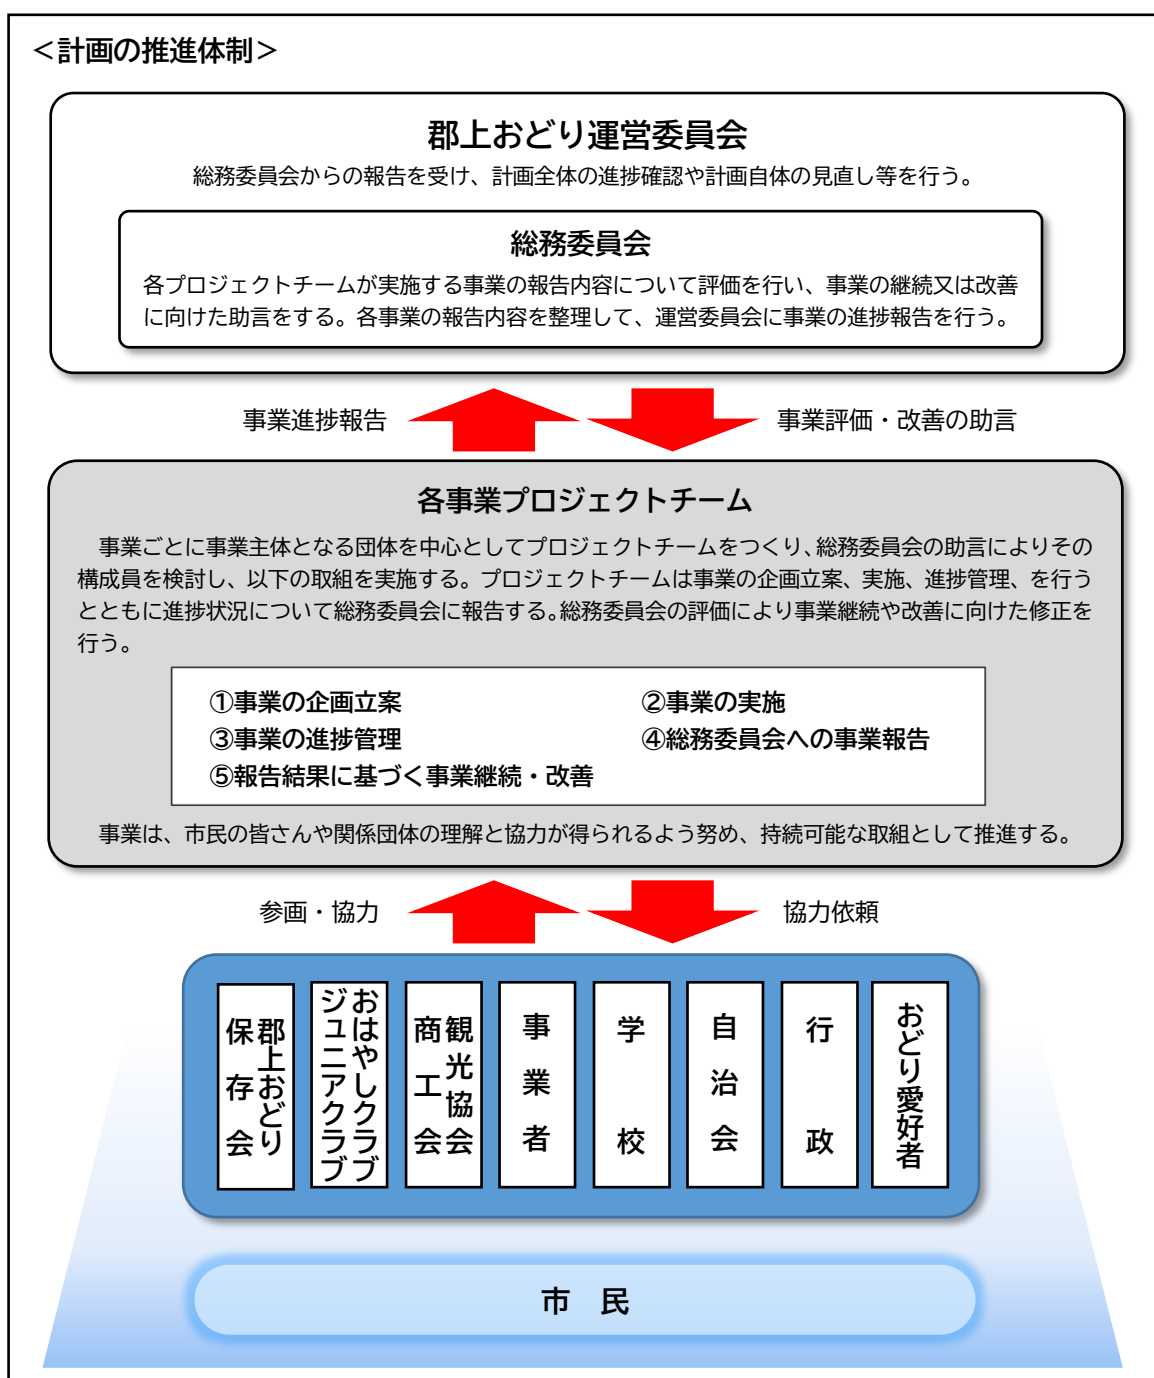 ＜計画の推進体制＞
郡上おどり運営委員会
総務委員会からの報告を受け、計画全体の進捗確認や計画自体の見直し等を行う。
総務委員会
各プロジェクトチームが実施する事業の報告内容について評価を行い、事業の継続又は改善
に向けた助言をする。各事業の報告内容を整理して、運営委員会に事業の進捗報告を行う。
事業進捗報告
事業評価・改善の助言
各事業プロジェクトチーム
事業ごとに事業主体となる団体を中心としてプロジェクトチームをつくり、総務委員会の助言によりその
構成員を検討し、以下の取組を実施する。プロジェクトチームは事業の企画立案、実施、進捗管理、を行う
とともに進捗状況について総務委員会に報告する。総務委員会の評価により事業継続や改善に向けた修正を
行う。
①事業の企画立案
②事業の実施
③事業の進捗管理
④総務委員会への事業報告
⑤報告結果に基づく事業継続・改善
事業は、市民の皆さんや関係団体の理解と協力が得られるよう努め、持続可能な取組として推進する。
参画・協力
協力依頼
郡上おどり
保存会
おはやしクラブ
ジュニアクラブ
観光協会
商工会
事業者
学校
自治会
行政
おどり愛好者
市　民